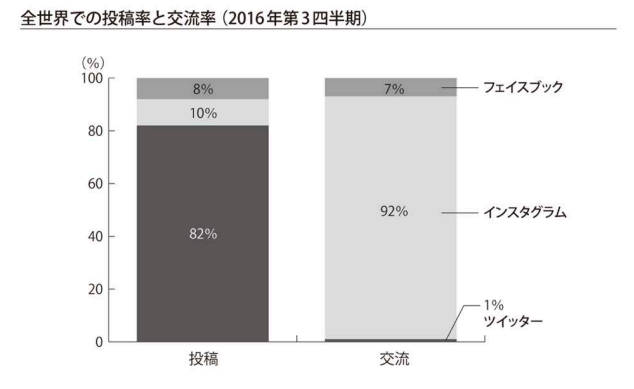 全世界での投稿率と交流率（2016年第3四半期）
(%)
100
80
60
40
20
0
8%
10%
82%
投稿
7%
92%
交流
フェイスブック
インスタグラム
1%
ツイッター